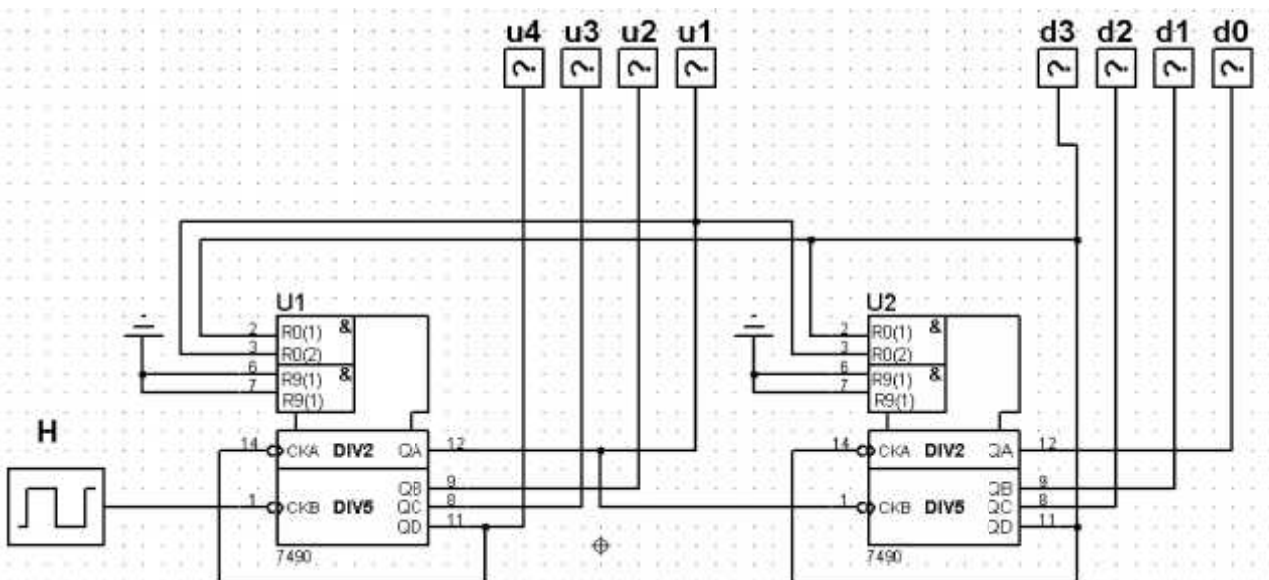 u4 u3 u2 u1 d3 d2 d1 d0
? ? ? ? ? ? ? ?
U1 U2
2 R0(1) & 2 R0(1) &
3 R0(2) 3 R0(2)
6 R9(1) & 6 R9(1) &
7 R9(1) 7 R9(1)
H
14 CKA DIV2 QA 12 14 CKA DIV2 QA 12
QB 9 QB 9
1 CKB DIV5 QC 8 1 CKB DIV5 QC 8
QD 11 QD 11
7490 7490